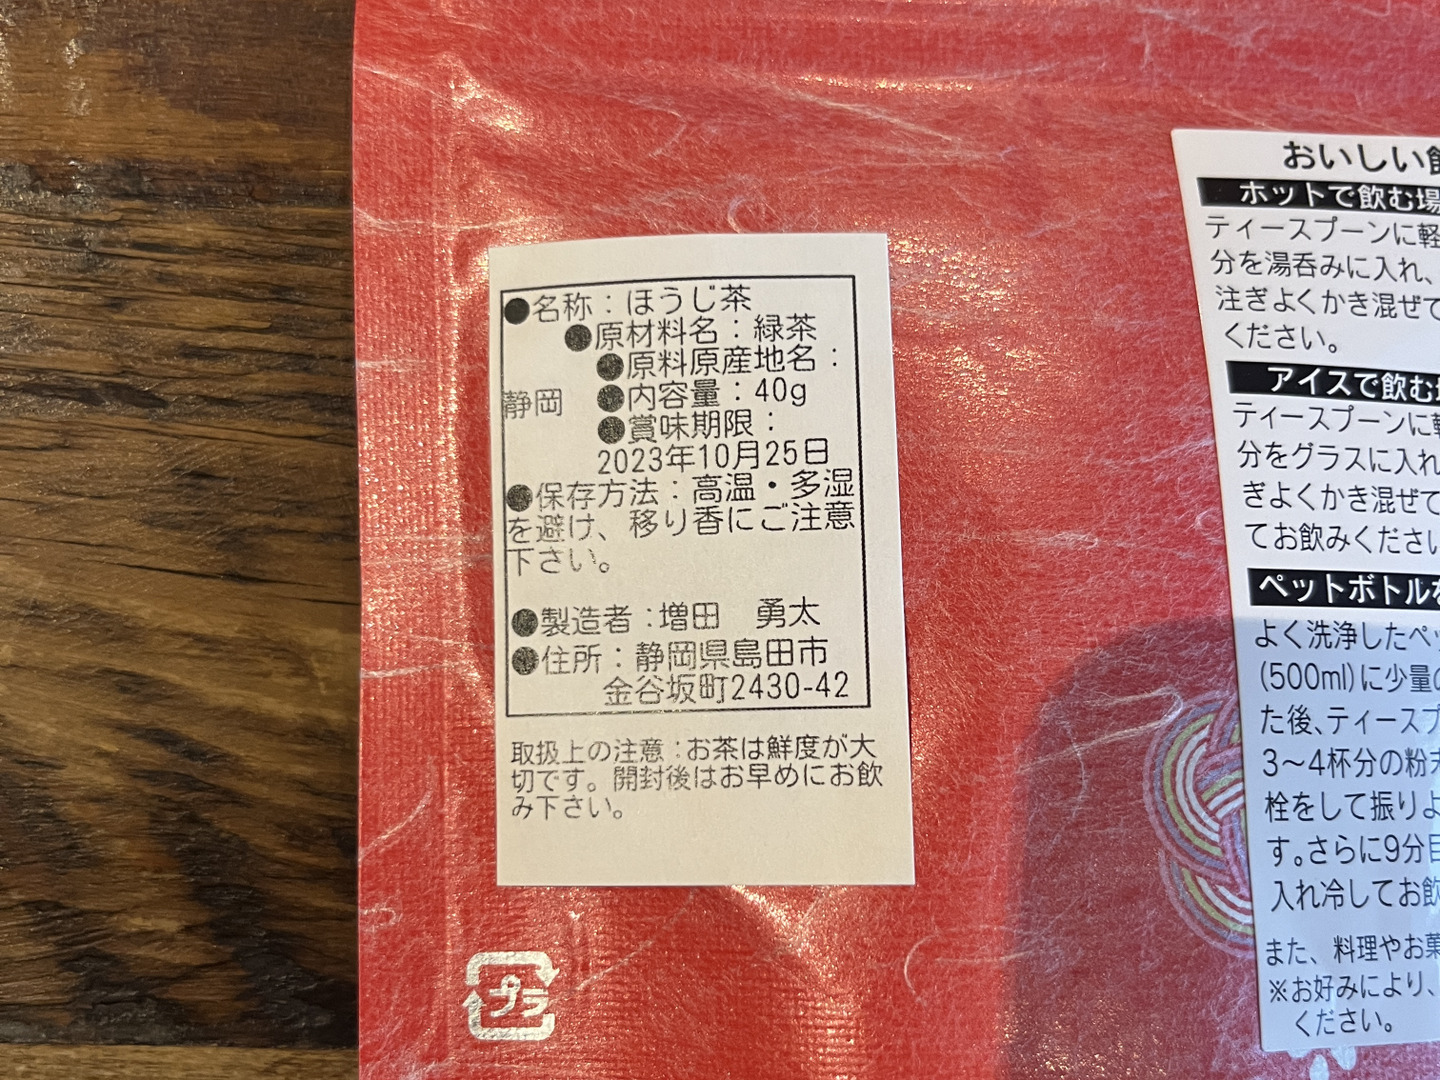 ●名称：ほうじ茶
●原材料名：緑茶
●原料原産地名：
静岡
●内容量：40g
●賞味期限：
2023年10月25日
●保存方法：高温・多湿
を避け、移り香にご注意
下さい。
●製造者：増田　勇太
●住所：静岡県島田市
金谷坂町2430-42
取扱上の注意：お茶は鮮度が大
切です。開封後はお早めにお飲
み下さい。
プラ
おいしい
ホットで飲む場
ティースプーンに軽
分を湯呑みに入れ、
注ぎよくかき混ぜて
ください。
アイスで飲む場
ティースプーンに軽
分をグラスに入れ
ぎよくかき混ぜて
てお飲みください
ペットボトルを
よく洗浄したペッ
(500ml)に少量の
た後、ティースプ
3～4杯分の粉末
栓をして振りよ
す。さらに9分目
入れ冷してお飲
また、料理やお菓
※お好みにより、
ください。